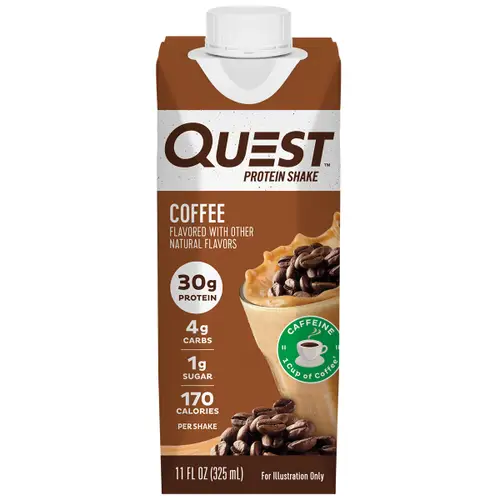 QUEST™
PROTEIN SHAKE
COFFEE
FLAVORED WITH OTHER
NATURAL FLAVORS
30g
PROTEIN
4g
CARBS
1g
SUGAR
170
CALORIES
PER SHAKE
CAFFEINE
1 Cup of Coffee
11 FL OZ (325 mL)
For Illustration Only